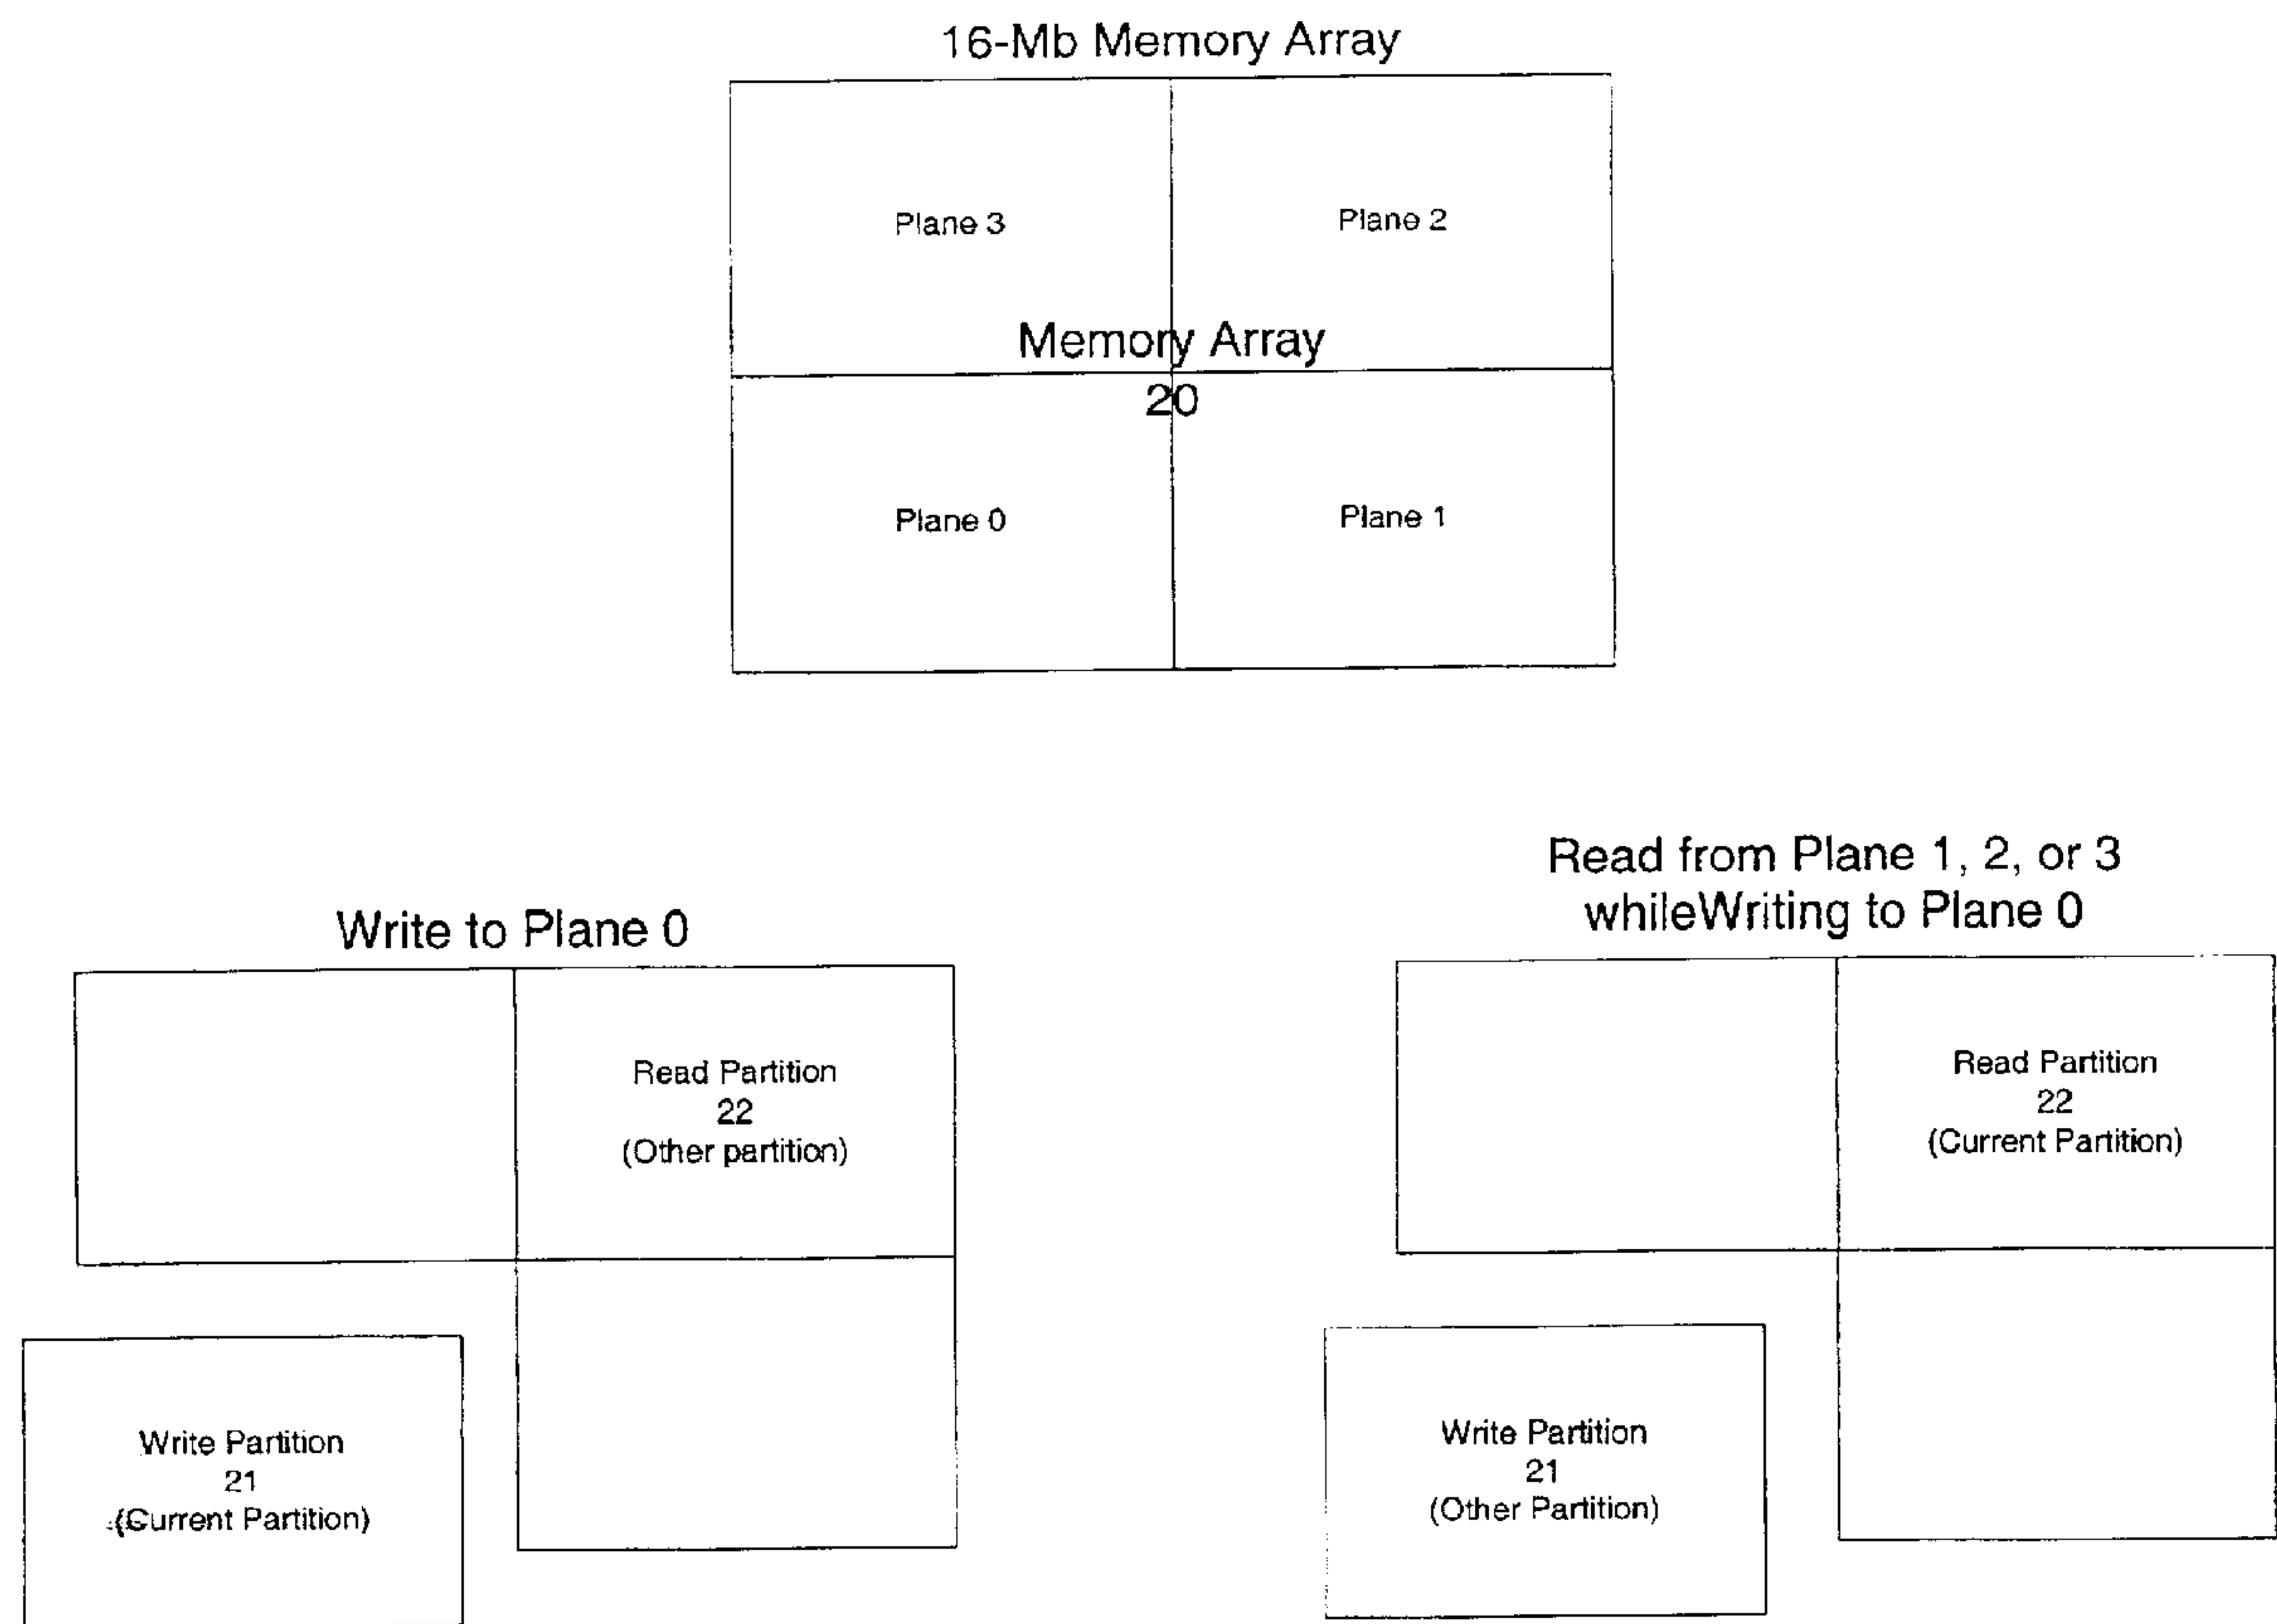 16-Mb Memory Array
Plane 3
Plane 2
Memory Array
20
Plane 0
Plane 1
Write to Plane 0
Read Partition
22
(Other partition)
Write Partition
21
(Current Partition)
Read from Plane 1, 2, or 3
whileWriting to Plane 0
Read Partition
22
(Current Partition)
Write Partition
21
(Other Partition)